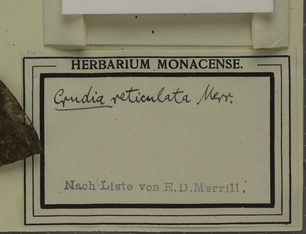 HERBARIUM MONACENSE.
Crudia reticulata Merr.
Nach Liste von E.D.Merrill.